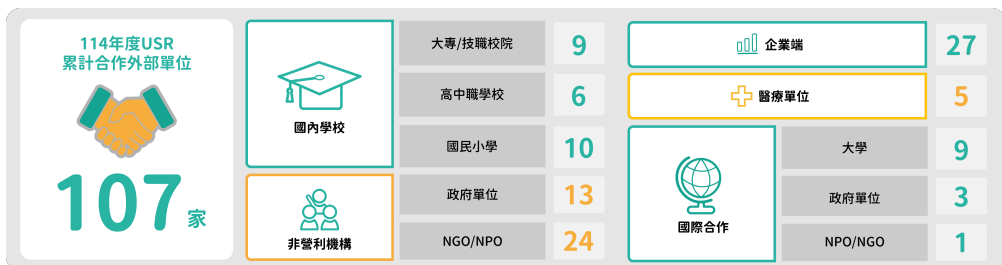 114年度USR
累計合作外部單位
107家
國內學校
大專/技職校院 9
高中職學校 6
國民小學 10
非營利機構
政府單位 13
NGO/NPO 24
企業端 27
醫療單位 5
國際合作
大學 9
政府單位 3
NPO/NGO 1